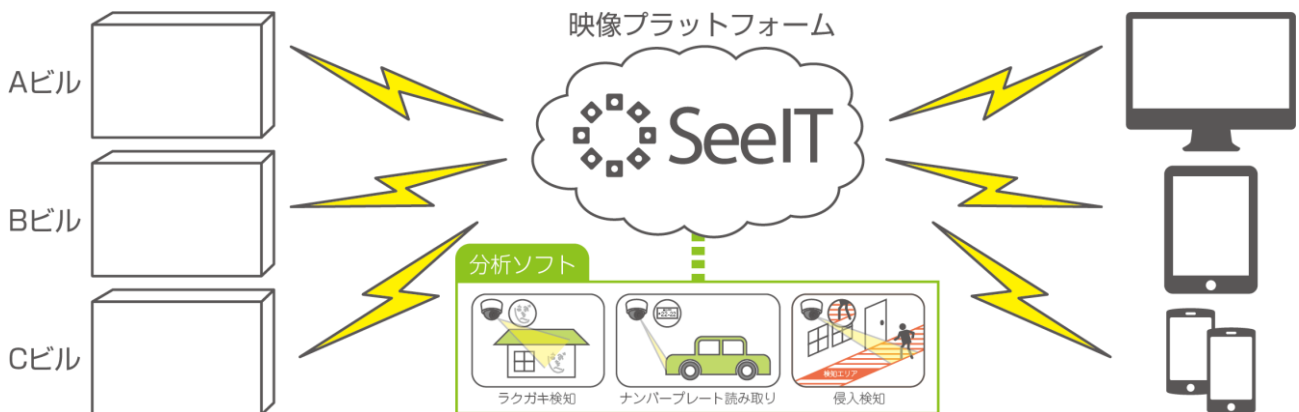 映像プラットフォーム
SeeIT
Aビル
Bビル
Cビル
分析ソフト
ラクガキ検知
ナンバープレート読み取り
検知エリア
侵入検知